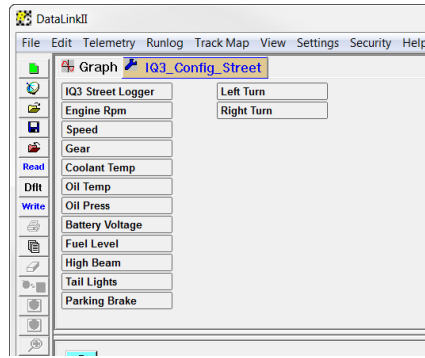 DataLinkII
File Edit Telemetry Runlog Track Map View Settings Security Help
Graph IQ3_Config_Street
IQ3 Street Logger Left Turn
Engine Rpm Right Turn
Speed
Gear
Read Coolant Temp
Dflt Oil Temp
Write Oil Press
Battery Voltage
Fuel Level
High Beam
Tail Lights
Parking Brake